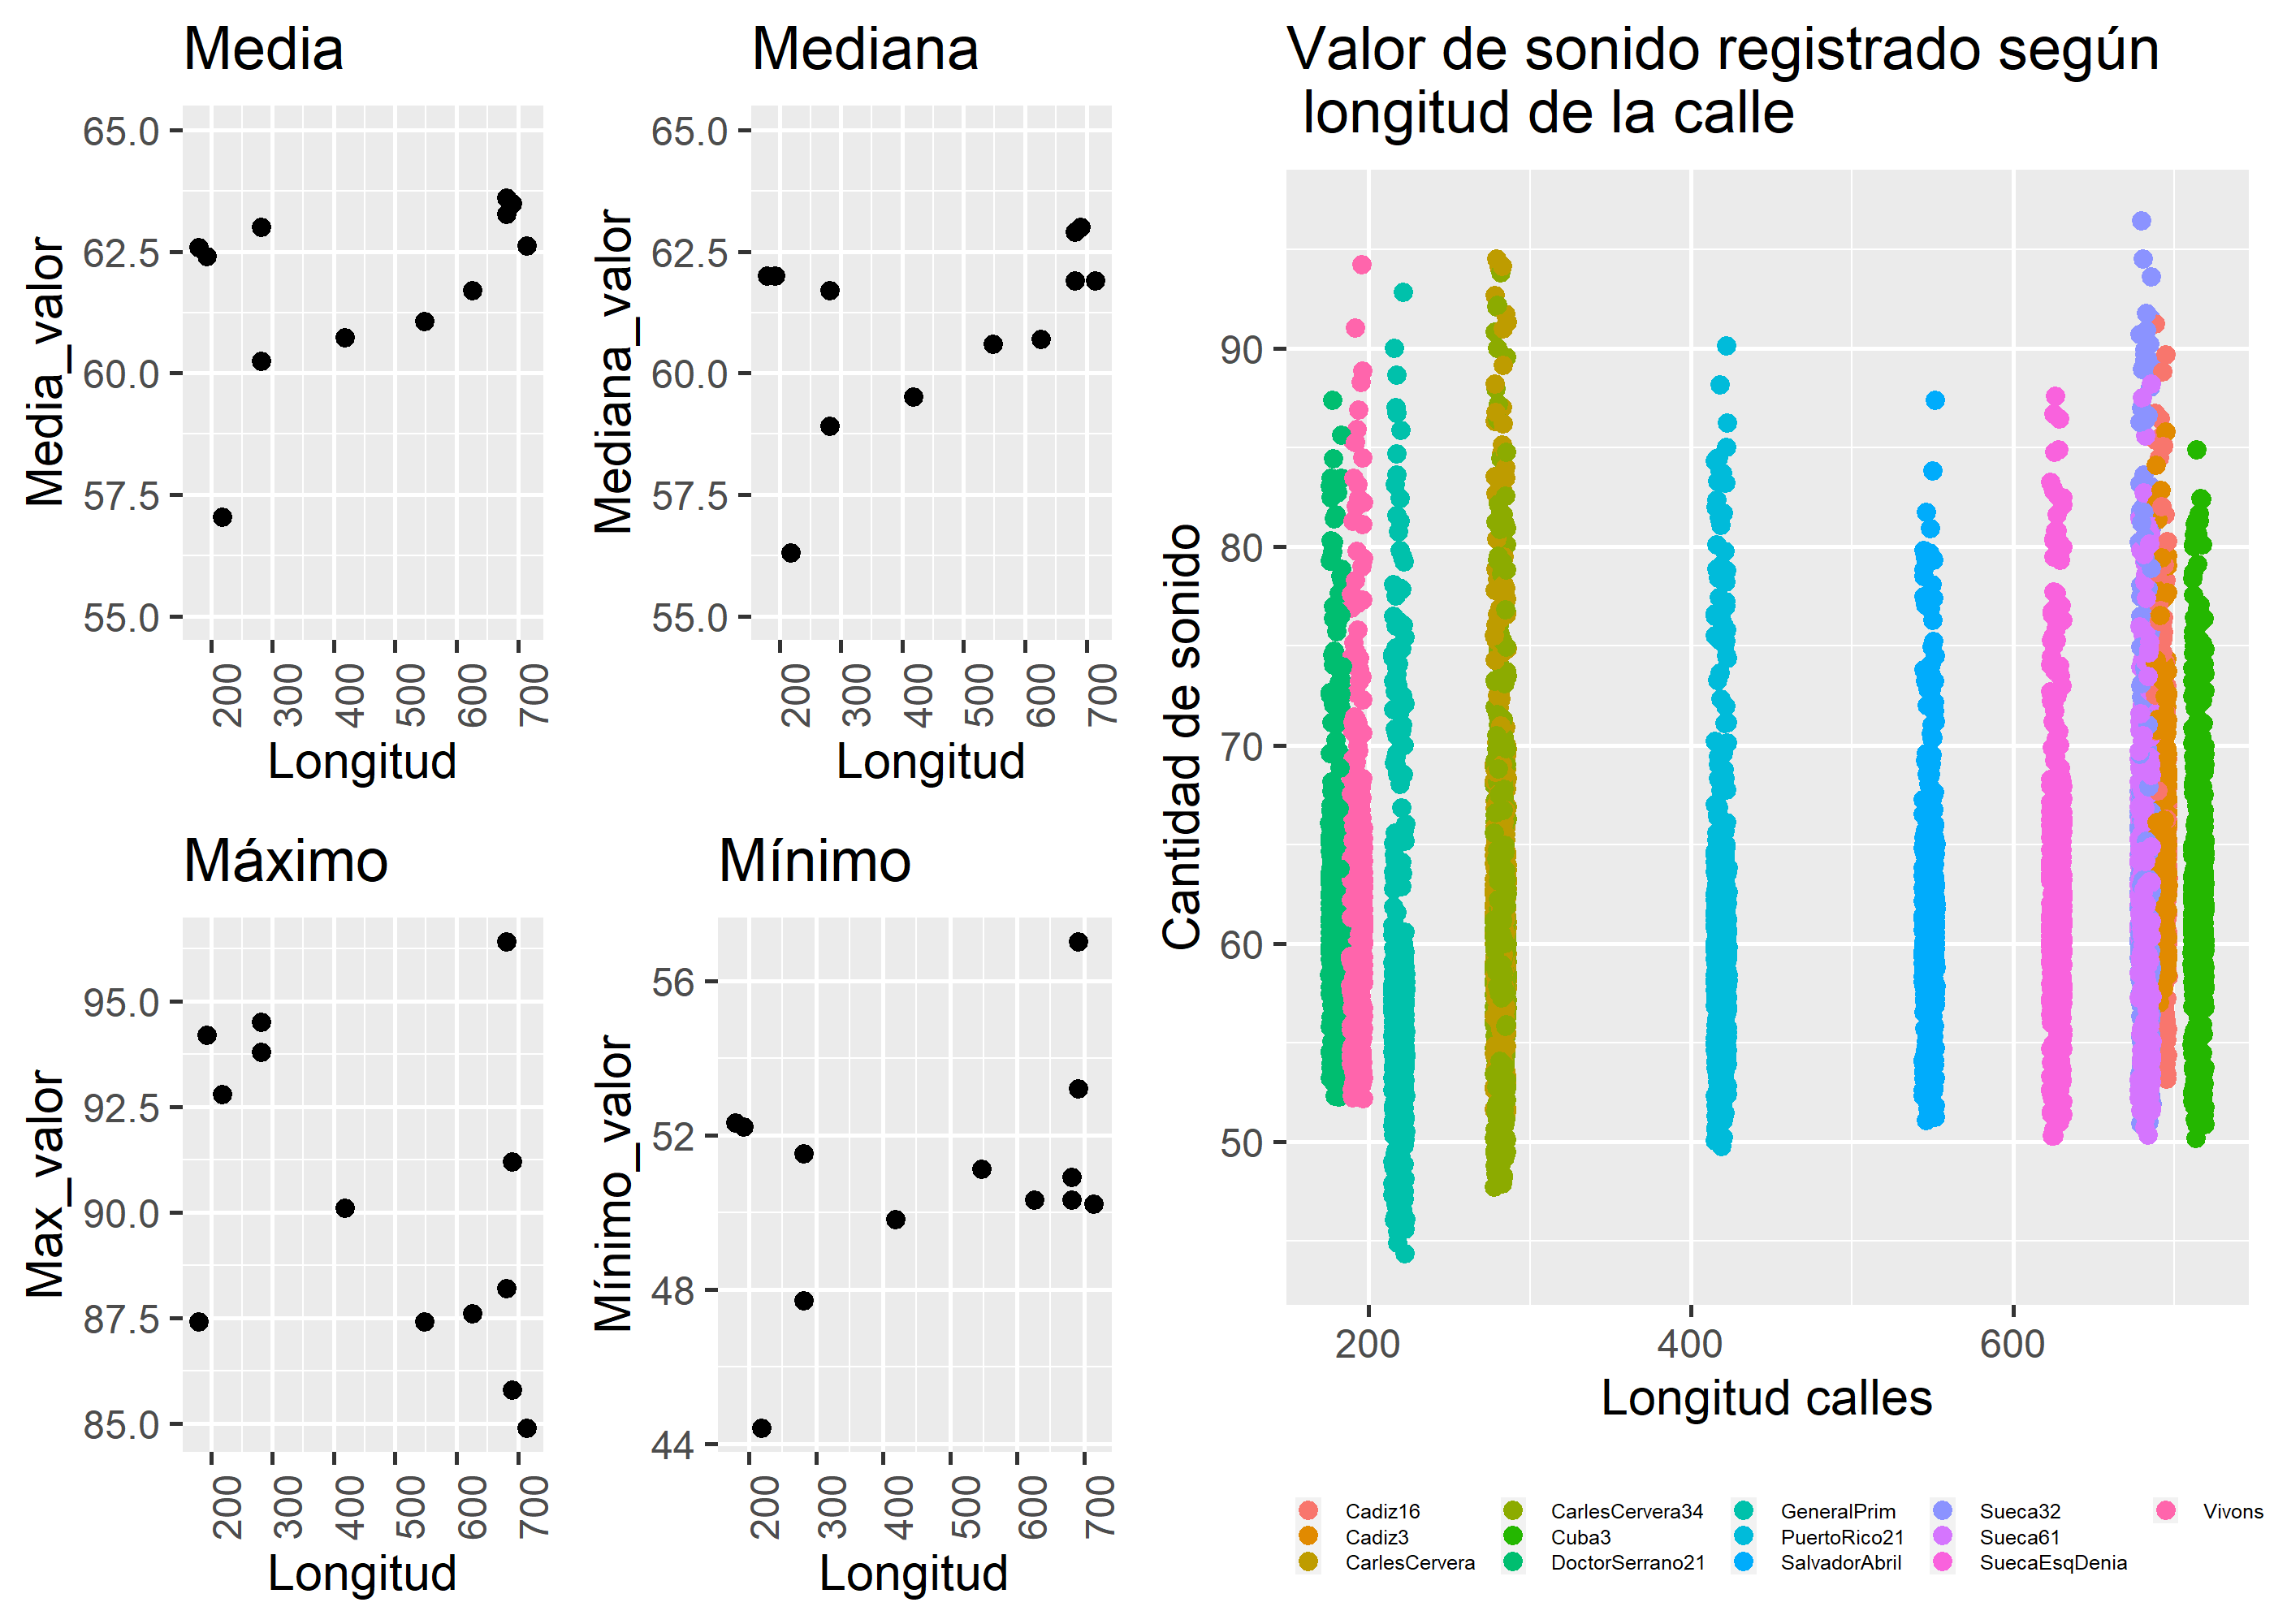 Media
65.0
62.5
60.0
57.5
55.0
Media_valor
200 300 400 500 600 700
Longitud
Mediana
65.0
62.5
60.0
57.5
55.0
Mediana_valor
200 300 400 500 600 700
Longitud
Máximo
95.0
92.5
90.0
87.5
85.0
Max_valor
200 300 400 500 600 700
Longitud
Mínimo
56
52
48
44
Mínimo_valor
200 300 400 500 600 700
Longitud
Valor de sonido registrado según
longitud de la calle
90
80
70
60
50
Cantidad de sonido
200 400 600
Longitud calles
Cadiz16 CarlesCervera34 GeneralPrim Sueca32 Vivons
Cadiz3 Cuba3 PuertoRico21 Sueca61
CarlesCervera DoctorSerrano21 SalvadorAbril SuecaEsqDenia